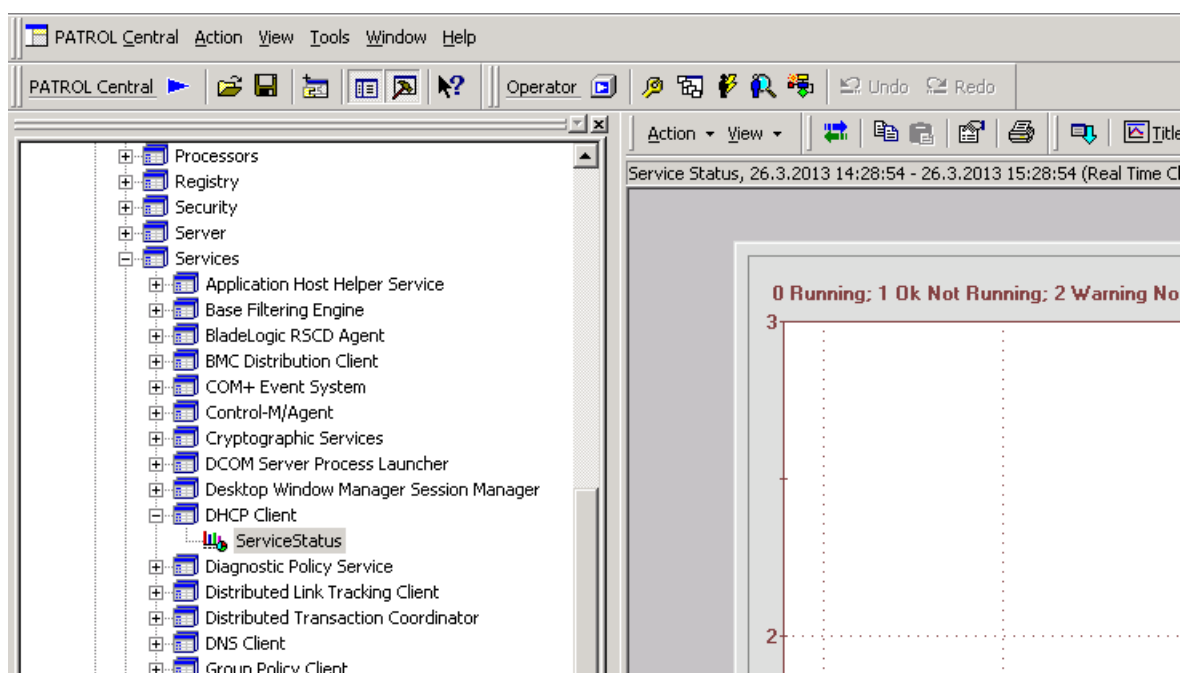 PATROL Central Action View Tools Window Help
PATROL Central Operator Undo Redo
Action View Title
Service Status, 26.3.2013 14:28:54 - 26.3.2013 15:28:54 (Real Time Cl
Processors
Registry
Security
Server
Services
Application Host Helper Service
Base Filtering Engine
BladeLogic RSCD Agent
BMC Distribution Client
COM+ Event System
Control-M/Agent
Cryptographic Services
DCOM Server Process Launcher
Desktop Window Manager Session Manager
DHCP Client
ServiceStatus
Diagnostic Policy Service
Distributed Link Tracking Client
Distributed Transaction Coordinator
DNS Client
Group Policy Client
0 Running; 1 Ok Not Running; 2 Warning No
3
2